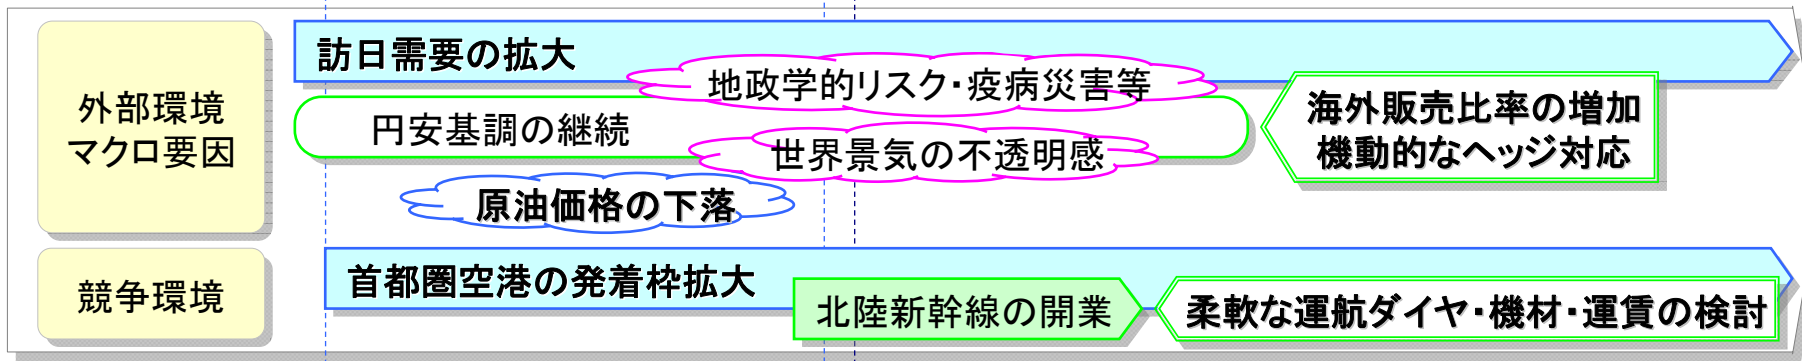 外部環境
マクロ要因
訪日需要の拡大
地政学的リスク・疫病災害等
円安基調の継続
世界景気の不透明感
原油価格の下落
海外販売比率の増加
機動的なヘッジ対応
競争環境
首都圏空港の発着枠拡大
北陸新幹線の開業
柔軟な運航ダイヤ・機材・運賃の検討